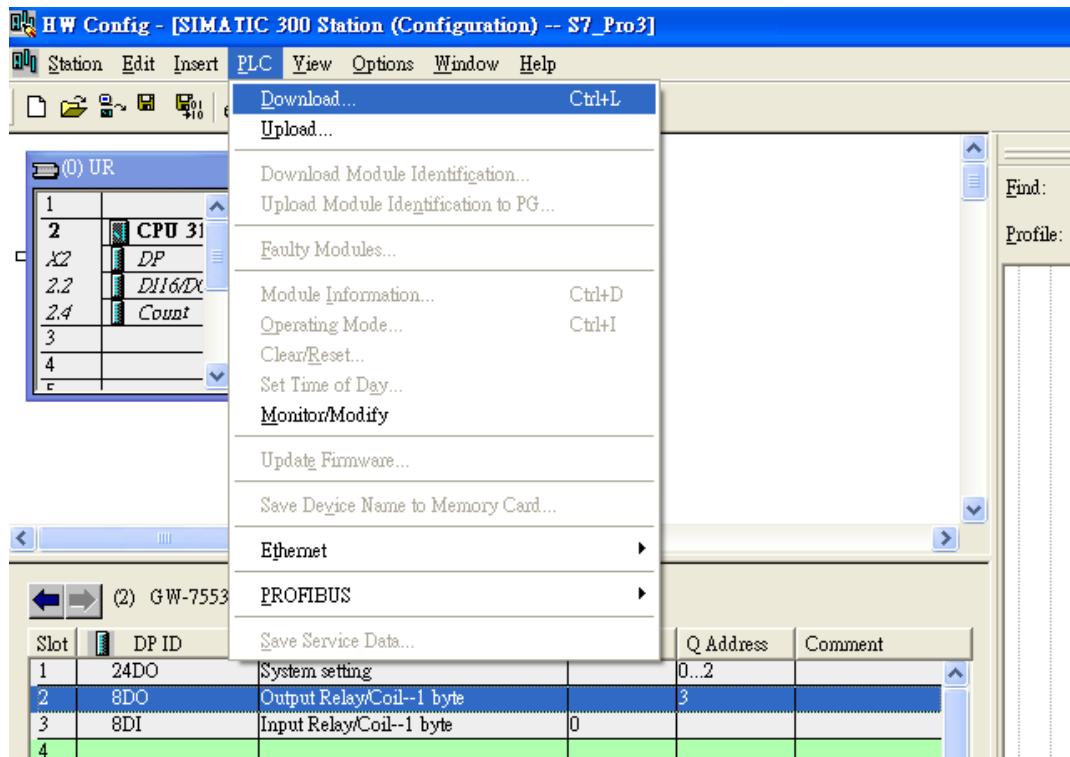 HW Config - [SIMATIC 300 Station (Configuration) -- S7_Pro3]
Station Edit Insert PLC View Options Window Help
Download... Ctrl+L
Upload...
Download Module Identification...
Upload Module Identification to PG...
Faulty Modules...
Module Information... Ctrl+D
Operating Mode... Ctrl+I
Clear/Reset...
Set Time of Day...
Monitor/Modify
Update Firmware...
Save Device Name to Memory Card...
Ethernet
PROFIBUS
Save Service Data...
(0) UR
1
2 CPU 31
X2 DP
2.2 DI16/DO
2.4 Count
3
4
Find:
Profile:
(2) GW-7553
Slot DP ID Q Address Comment
1 24DO System setting 0...2
2 8DO Output Relay/Coil--1 byte 3
3 8DI Input Relay/Coil--1 byte 0
4